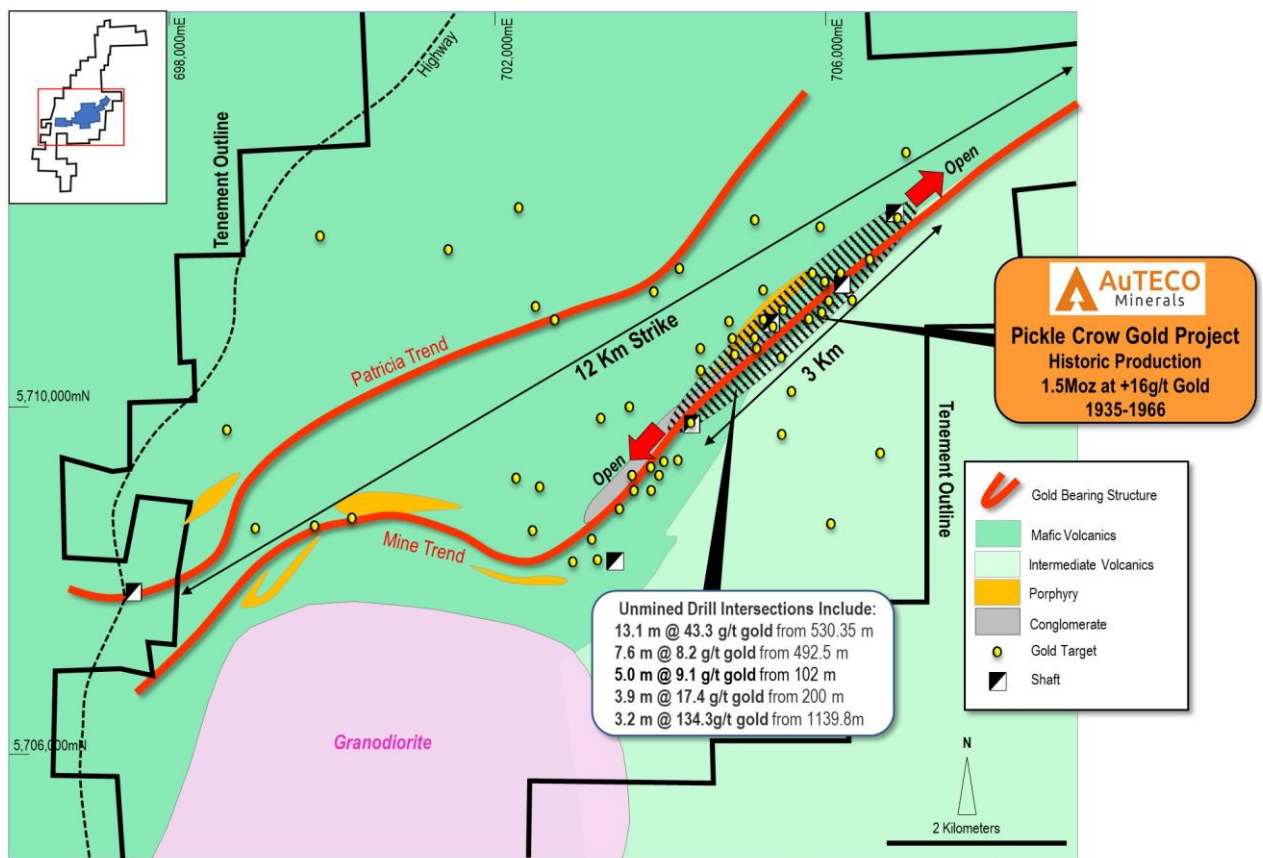 698,000mE
702,000mE
706,000mE
Highway
Tenement Outline
Open
12 Km Strike
Patricia Trend
3 Km
5,710,000mN
Open
Mine Trend
Tenement Outline
AuTECO
Minerals
Pickle Crow Gold Project
Historic Production
1.5Moz at +16g/t Gold
1935-1966
Gold Bearing Structure
Mafic Volcanics
Intermediate Volcanics
Porphyry
Conglomerate
Gold Target
Shaft
Unmined Drill Intersections Include:
13.1 m @ 43.3 g/t gold from 530.35 m
7.6 m @ 8.2 g/t gold from 492.5 m
5.0 m @ 9.1 g/t gold from 102 m
3.9 m @ 17.4 g/t gold from 200 m
3.2 m @ 134.3g/t gold from 1139.8m
5,706,000mN
Granodiorite
N
2 Kilometers